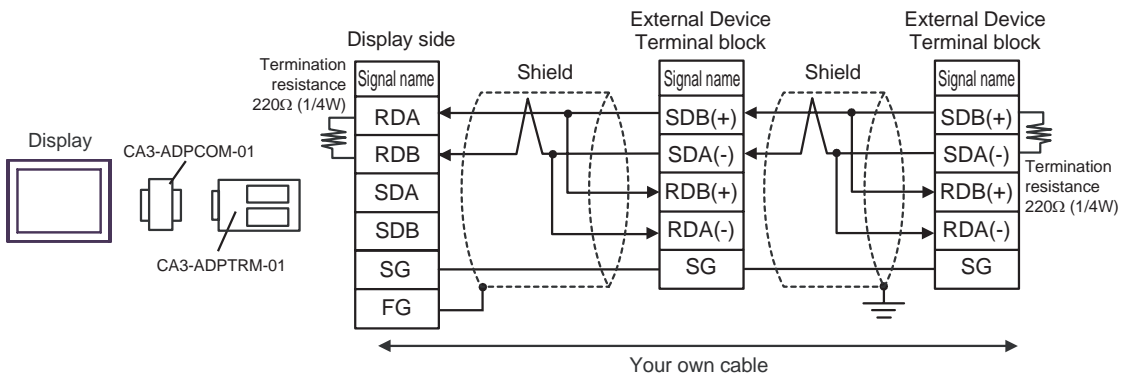 External Device
Terminal block
External Device
Terminal block
Display side
Termination
resistance
220Ω (1/4W)
Signal name
Shield
Signal name
Shield
Signal name
RDA
SDB(+)
SDB(+)
Display
CA3-ADPCOM-01
RDB
SDA(-)
SDA(-)
Termination
resistance
220Ω (1/4W)
SDA
RDB(+)
RDB(+)
SDB
RDA(-)
RDA(-)
CA3-ADPTRM-01
SG
SG
SG
FG
Your own cable